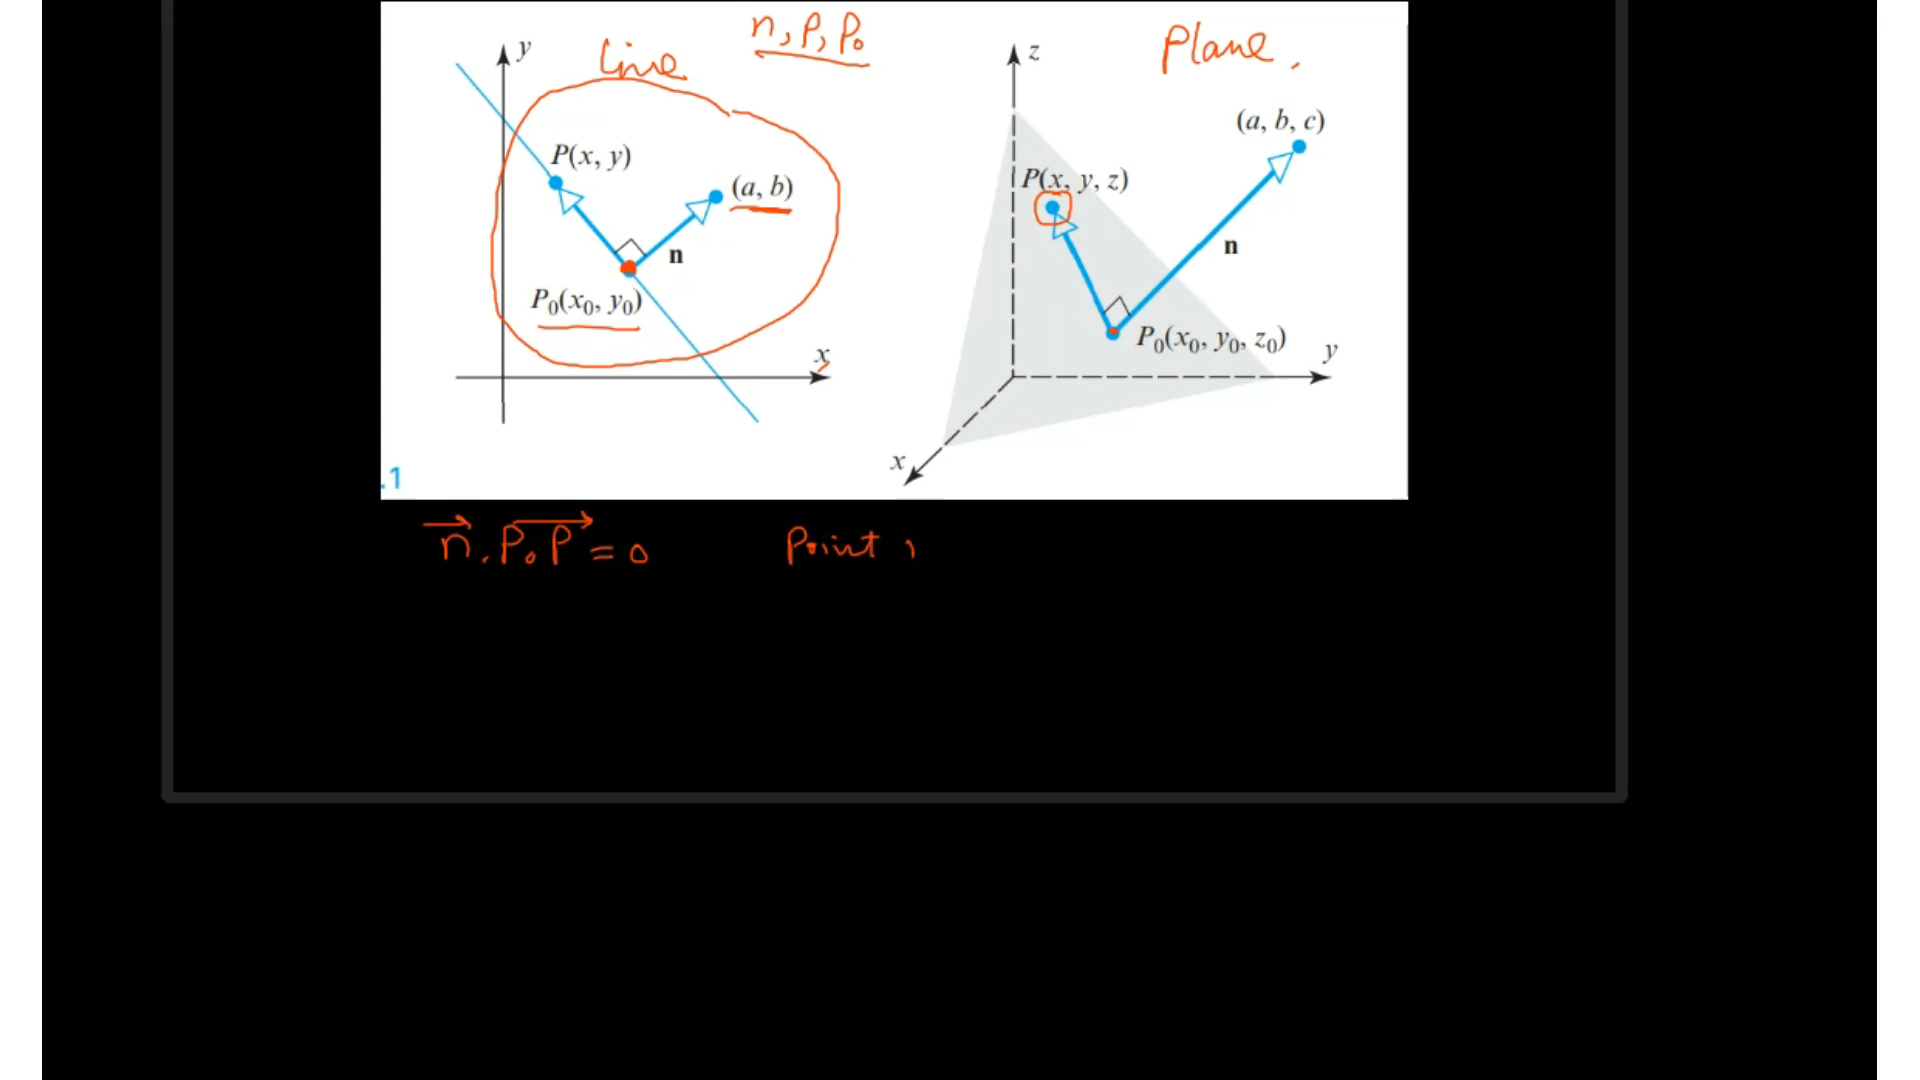 n, P, P₀
Line
Plane.
y
P(x, y)
(a, b)
n
P₀(x₀, y₀)
x
z
(a, b, c)
P(x, y, z)
n
P₀(x₀, y₀, z₀)
y
x
.1
n⃗ . P₀P⃗ = 0
Point ,